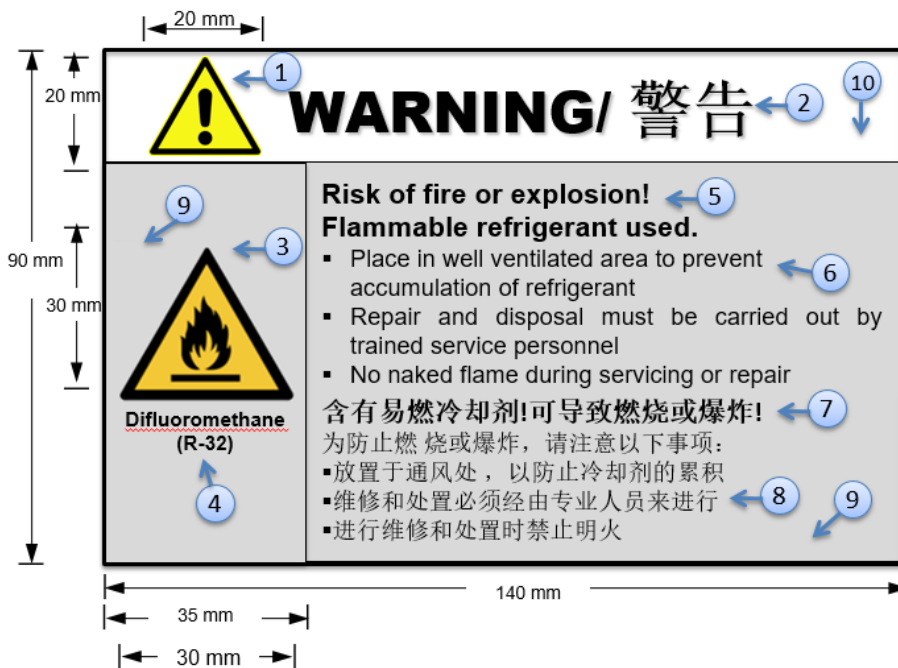 20 mm
1
10
20 mm
WARNING/ 警告
2
9
3
Risk of fire or explosion!
5
Flammable refrigerant used.
90 mm
▪ Place in well ventilated area to prevent
6
accumulation of refrigerant
30 mm
▪ Repair and disposal must be carried out by
trained service personnel
▪ No naked flame during servicing or repair
Difluoromethane
(R-32)
4
含有易燃冷却剂!可导致燃烧或爆炸!
7
为防止燃 烧或爆炸，请注意以下事项：
▪放置于通风处 ，以防止冷却剂的累积
▪维修和处置必须经由专业人员来进行
8
9
▪进行维修和处置时禁止明火
140 mm
35 mm
30 mm